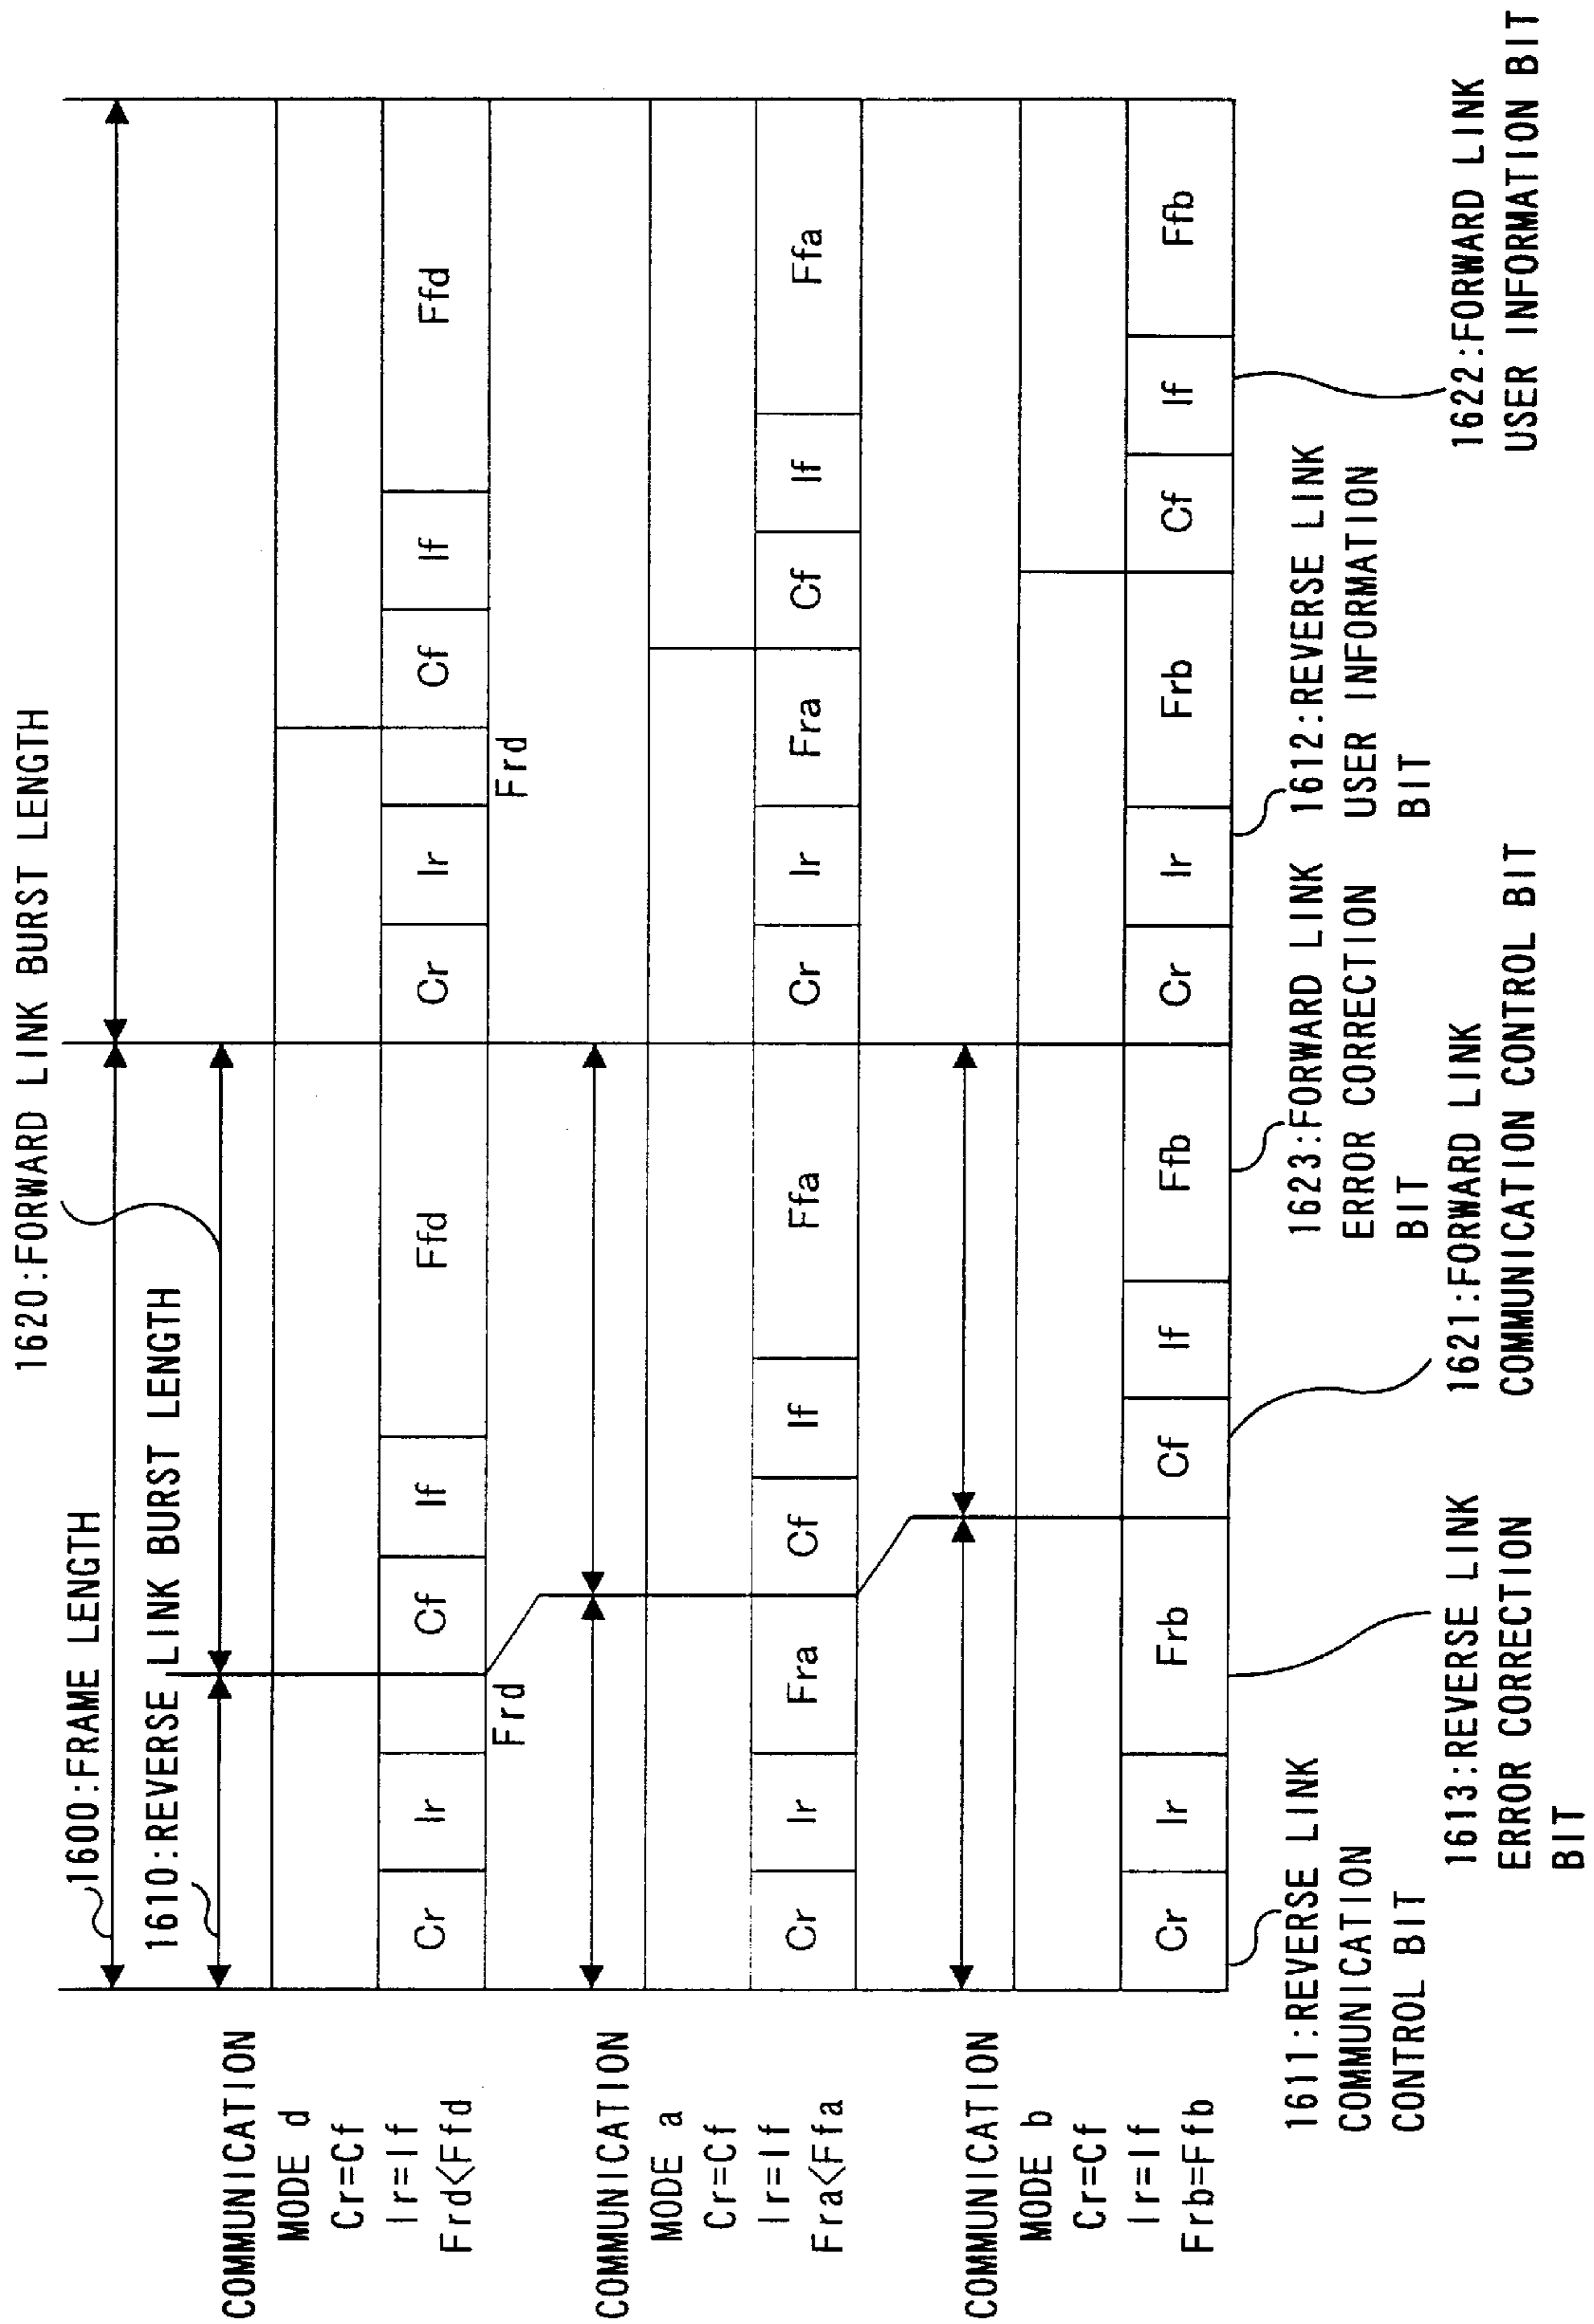 1620:FORWARD LINK BURST LENGTH
1600:FRAME LENGTH
1610:REVERSE LINK BURST LENGTH
COMMUNICATION
MODE d
Cr=Cf
Ir=If
Frd<Ffd
Cr
Ir
Frd
Cf
If
Ffd
Cr
Ir
Frd
Cf
If
Ffd
COMMUNICATION
MODE a
Cr=Cf
Ir=If
Fra<Ffa
Cr
Ir
Fra
Cf
If
Ffa
Cr
Ir
Fra
Cf
If
Ffa
COMMUNICATION
MODE b
Cr=Cf
Ir=If
Frb=Ffb
Cr
Ir
Frb
Cf
If
Ffb
Cr
Ir
Frb
Cf
If
Ffb
1611:REVERSE LINK
COMMUNICATION
CONTROL BIT
1613:REVERSE LINK
ERROR CORRECTION
BIT
1621:FORWARD LINK
COMMUNICATION CONTROL BIT
1623:FORWARD LINK
ERROR CORRECTION
BIT
1612:REVERSE LINK
USER INFORMATION
BIT
1622:FORWARD LINK
USER INFORMATION BIT